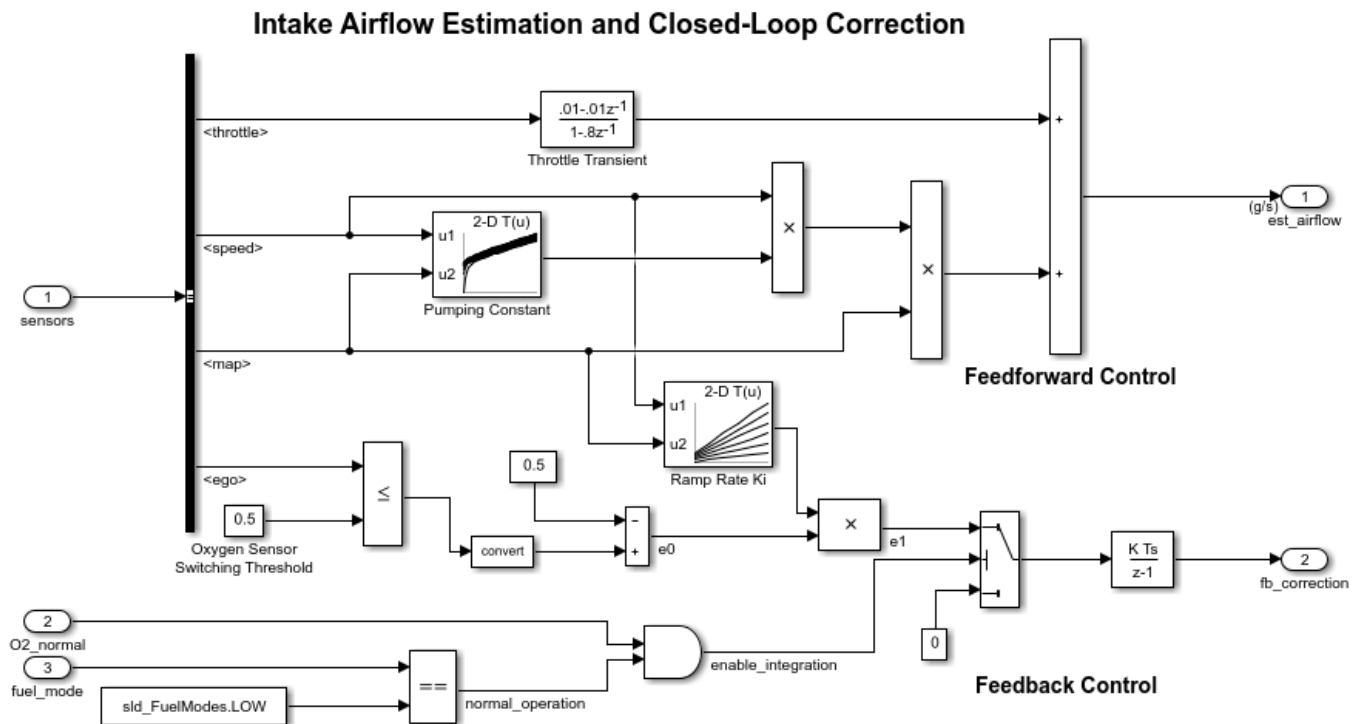 Intake Airflow Estimation and Closed-Loop Correction
.01-.01z-1
1-.8z-1
<throttle>
Throttle Transient
+
2-D T(u)
u1
u2
Pumping Constant
<speed>
×
×
(g/s)
1
est_airflow
+
1
sensors
<map>
Feedforward Control
2-D T(u)
u1
u2
Ramp Rate Ki
<ego>
≤
0.5
0.5
Oxygen Sensor
Switching Threshold
convert
−
+
e0
×
e1
K Ts
z-1
2
fb_correction
0
2
O2_normal
3
fuel_mode
sld_FuelModes.LOW
==
normal_operation
enable_integration
Feedback Control